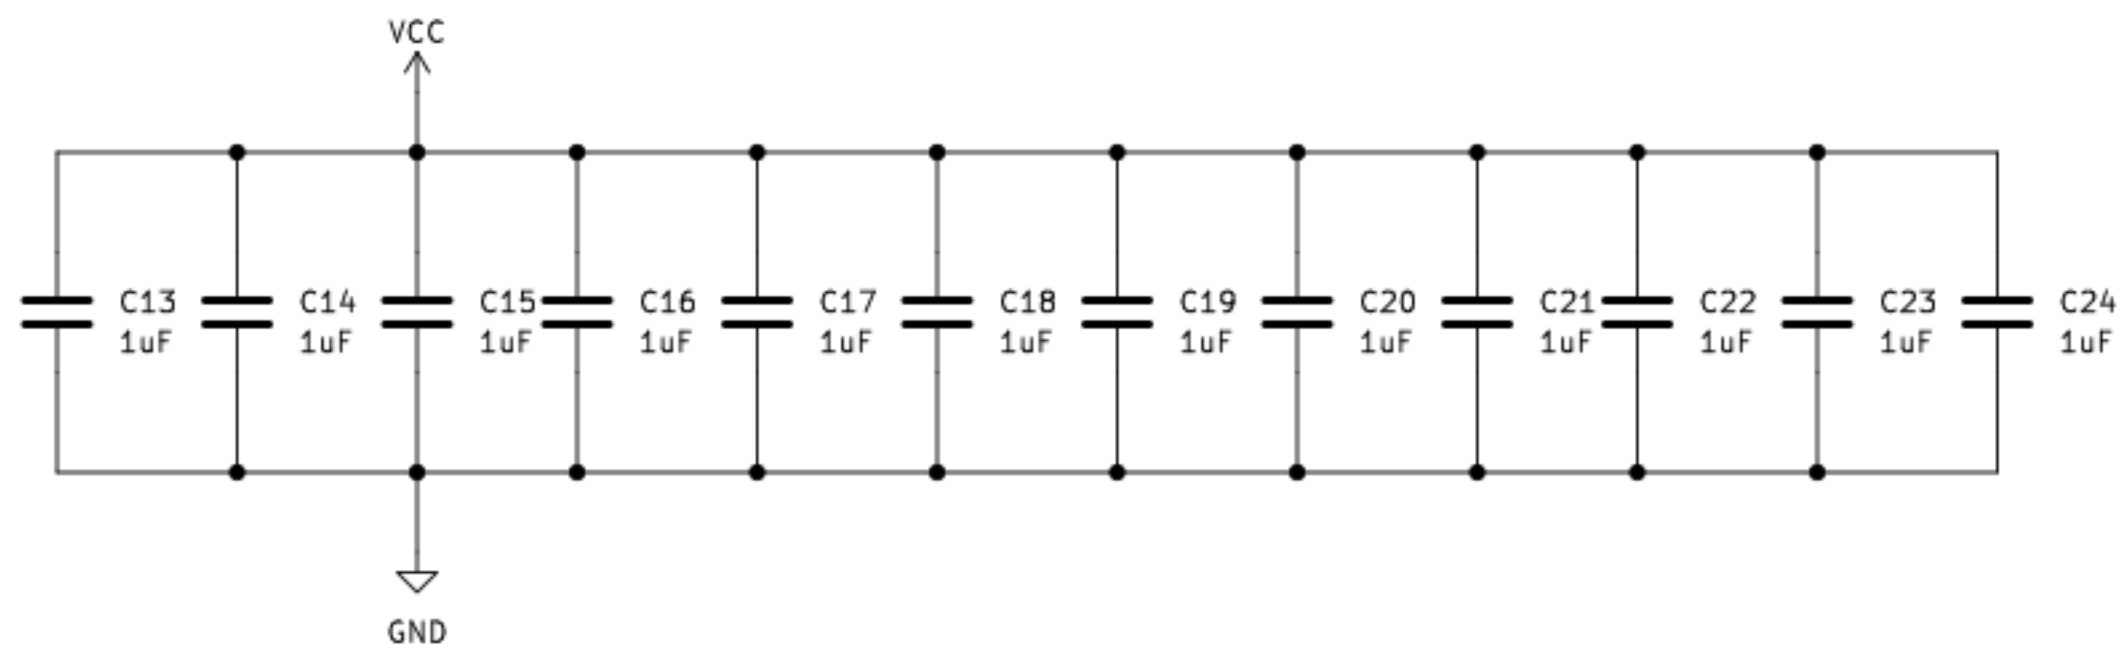 VCC
C13 C14 C15 C16 C17 C18 C19 C20 C21 C22 C23 C24
1uF 1uF 1uF 1uF 1uF 1uF 1uF 1uF 1uF 1uF 1uF 1uF
GND